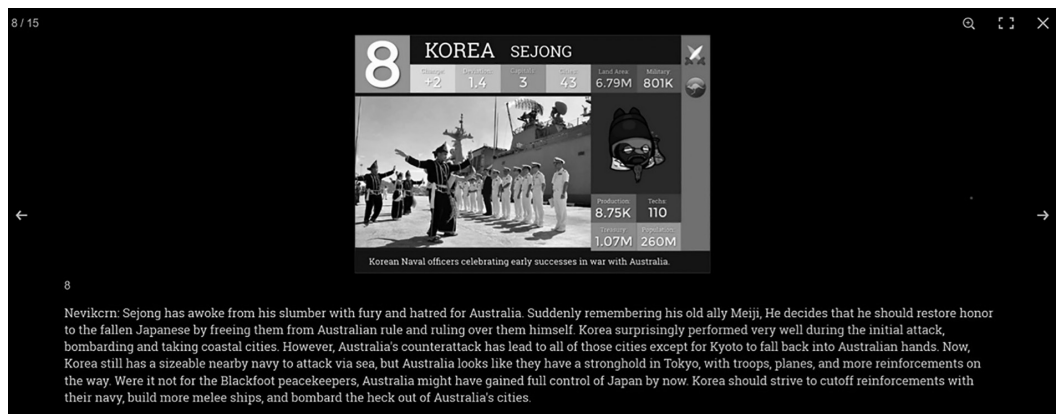 8 / 15
8
KOREA SEJONG
Change Deviation Capitals Cities Land Area Military
+2 1.4 3 43 6.79M 801K
Production Techs
8.75K 110
Treasury Population
1.07M 260M
Korean Naval officers celebrating early successes in war with Australia.
8
Nevikcrn: Sejong has awoke from his slumber with fury and hatred for Australia. Suddenly remembering his old ally Meiji, He decides that he should restore honor
to the fallen Japanese by freeing them from Australian rule and ruling over them himself. Korea surprisingly performed very well during the initial attack,
bombarding and taking coastal cities. However, Australia's counterattack has lead to all of those cities except for Kyoto to fall back into Australian hands. Now,
Korea still has a sizeable nearby navy to attack via sea, but Australia looks like they have a stronghold in Tokyo, with troops, planes, and more reinforcements on
the way. Were it not for the Blackfoot peacekeepers, Australia might have gained full control of Japan by now. Korea should strive to cutoff reinforcements with
their navy, build more melee ships, and bombard the heck out of Australia's cities.